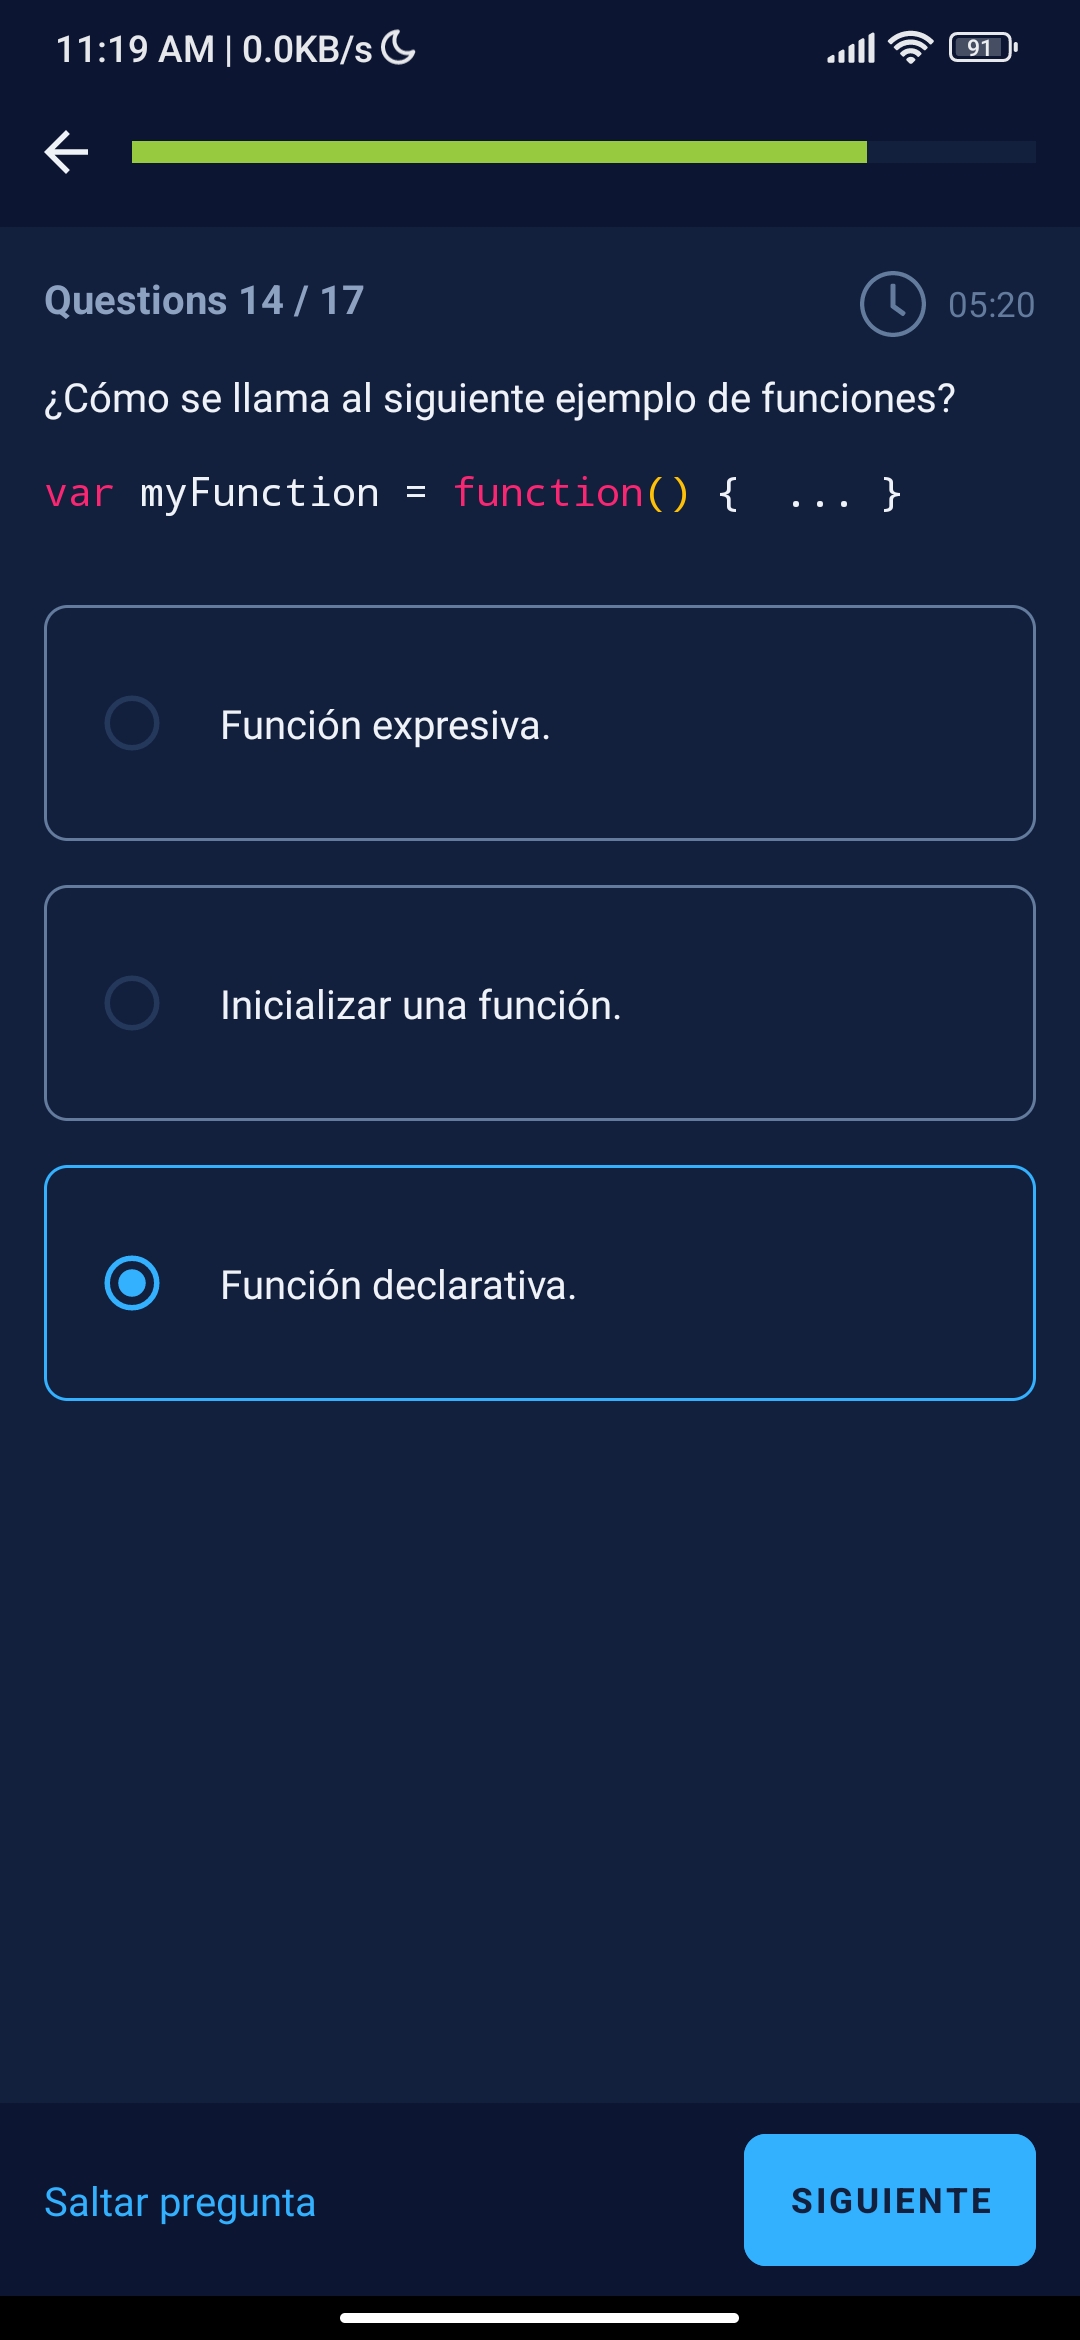 11:19 AM | 0.0KB/s
91
Questions 14 / 17
05:20
¿Cómo se llama al siguiente ejemplo de funciones?
var myFunction = function() { ... }
Función expresiva.
Inicializar una función.
Función declarativa.
Saltar pregunta
SIGUIENTE